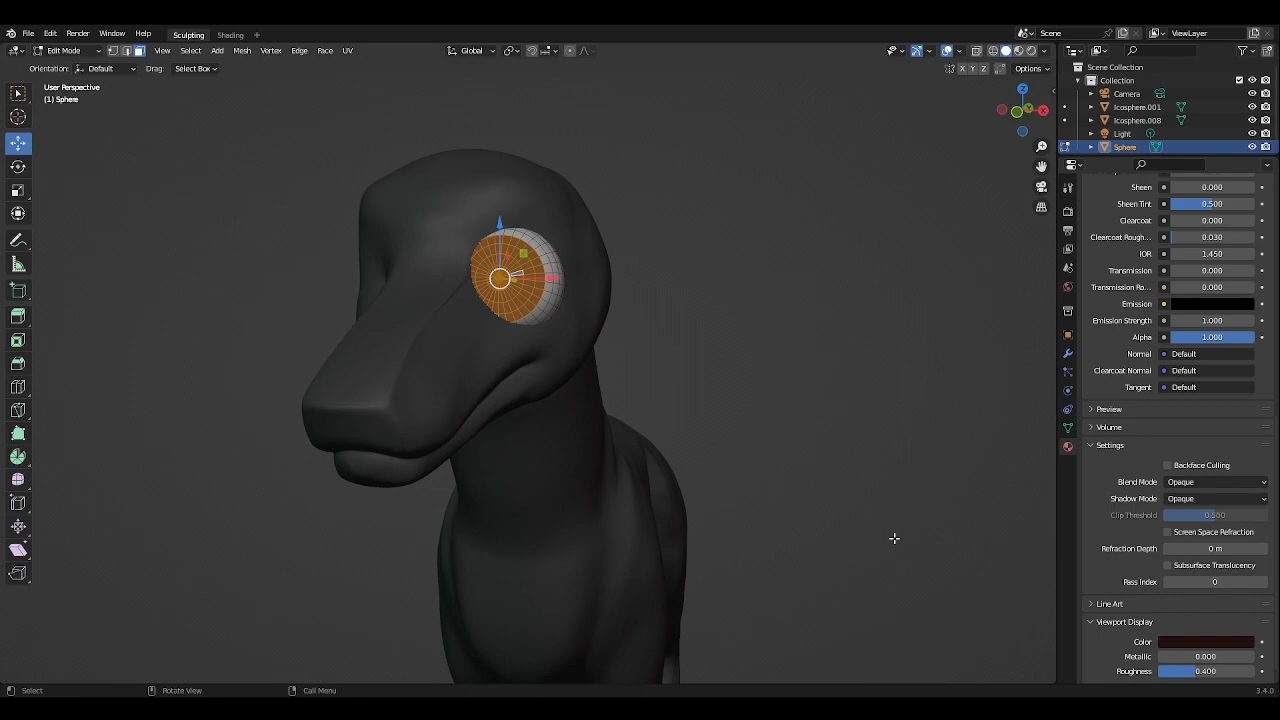 File Edit Render Window Help Sculpting Shading + Scene ViewLayer
Edit Mode View Select Add Mesh Vertex Edge Face UV Global
Orientation: Default Drag: Select Box X Y Z Options
User Perspective
(1) Sphere
X
Scene Collection
Collection
Camera
Icosphere.001
Icosphere.008
Light
Sphere
Sheen 0.000
Sheen Tint 0.500
Clearcoat 0.000
Clearcoat Rough... 0.030
IOR 1.450
Transmission 0.000
Transmission Ro... 0.000
Emission
Emission Strength 1.000
Alpha 1.000
Normal Default
Clearcoat Normal Default
Tangent Default
Preview
Volume
Settings
Backface Culling
Blend Mode Opaque
Shadow Mode Opaque
Clip Threshold 0.500
Screen Space Refraction
Refraction Depth 0 m
Subsurface Translucency
Pass Index 0
Line Art
Viewport Display
Color
Metallic 0.000
Roughness 0.400
Select Rotate View Call Menu 3.4.0